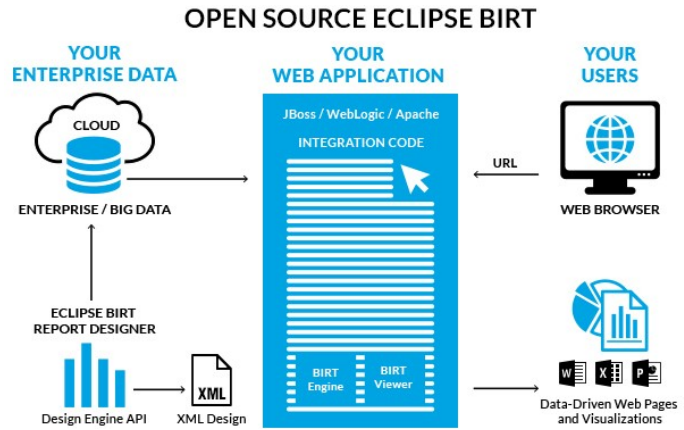 OPEN SOURCE ECLIPSE BIRT
YOUR
ENTERPRISE DATA
CLOUD
ENTERPRISE / BIG DATA
ECLIPSE BIRT
REPORT DESIGNER
Design Engine API
XML
XML Design
YOUR
WEB APPLICATION
JBoss / WebLogic / Apache
INTEGRATION CODE
BIRT
Engine
BIRT
Viewer
YOUR
USERS
URL
WEB BROWSER
W
X
P
Data-Driven Web Pages
and Visualizations